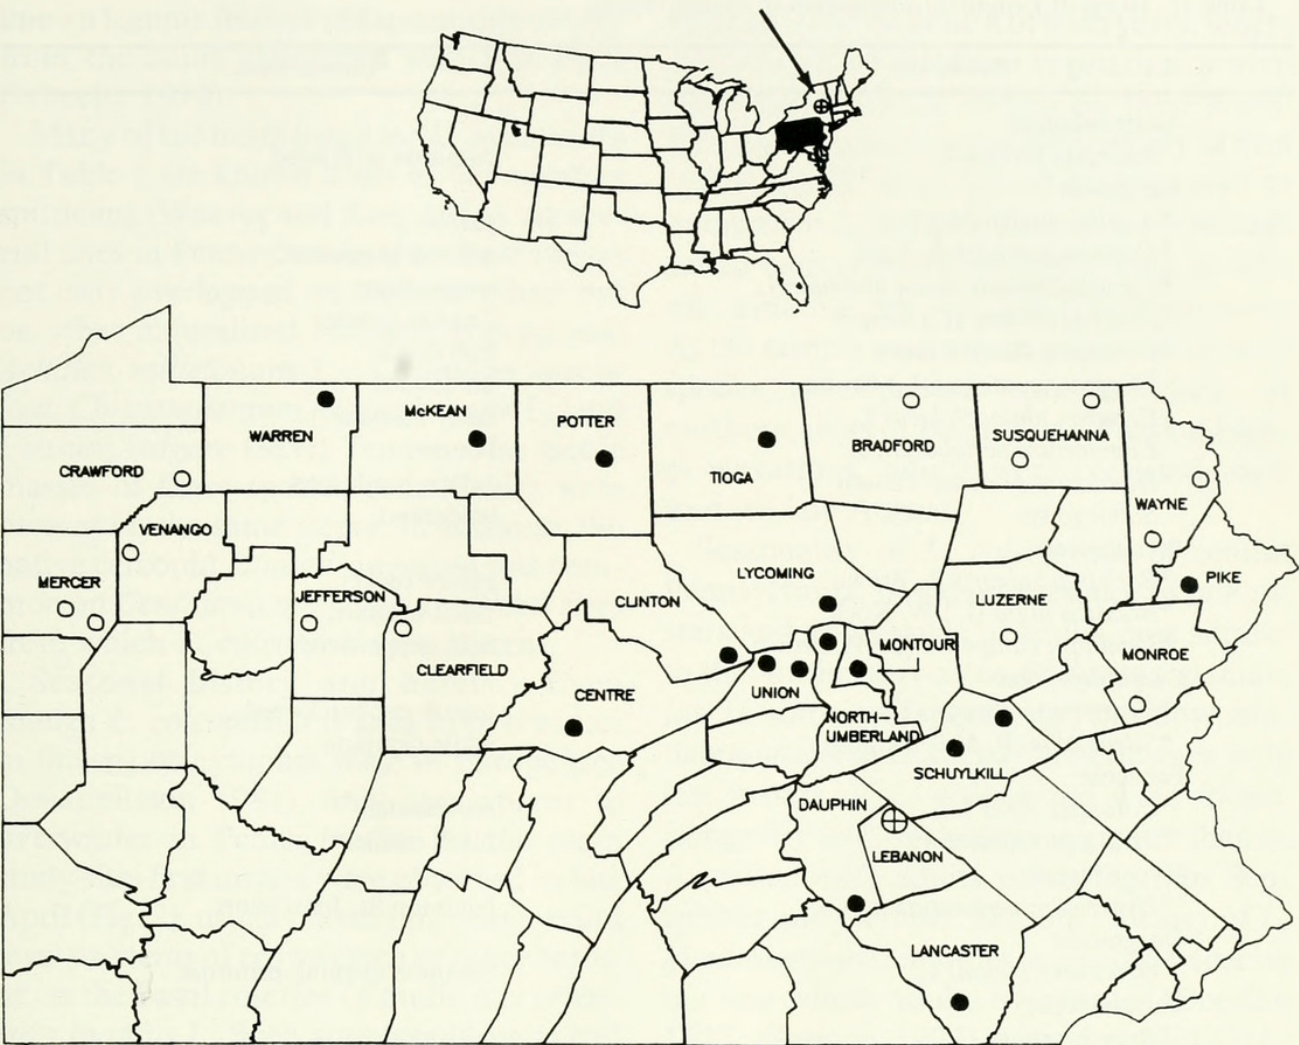 WARREN
McKEAN
POTTER
TIOGA
BRADFORD
SUSQUEHANNA
CRAWFORD
WAYNE
VENANGO
MERCER
JEFFERSON
CLINTON
LYCOMING
LUZERNE
PIKE
CLEARFIELD
CENTRE
UNION
MONTOUR
MONROE
NORTH-
UMBERLAND
SCHUYLKILL
DAUPHIN
LEBANON
LANCASTER